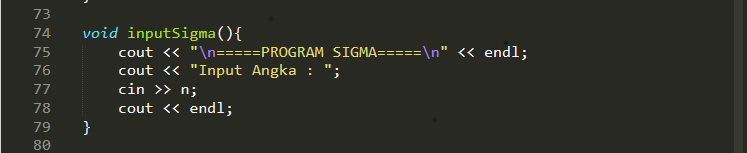 73
74 void inputSigma(){
75 cout << "\n=====PROGRAM SIGMA=====\n" << endl;
76 cout << "Input Angka : ";
77 cin >> n;
78 cout << endl;
79 }
80